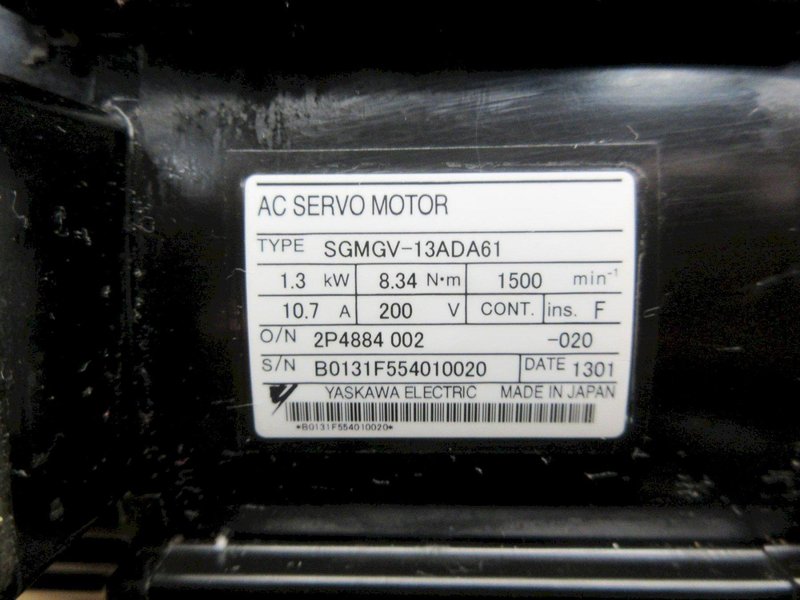 AC SERVO MOTOR
TYPE SGMGV-13ADA61
1.3 kW 8.34 N·m 1500 min⁻¹
10.7 A 200 V CONT. ins. F
O/N 2P4884 002 -020
S/N B0131F554010020 DATE 1301
YASKAWA ELECTRIC MADE IN JAPAN
*B0131F554010020*